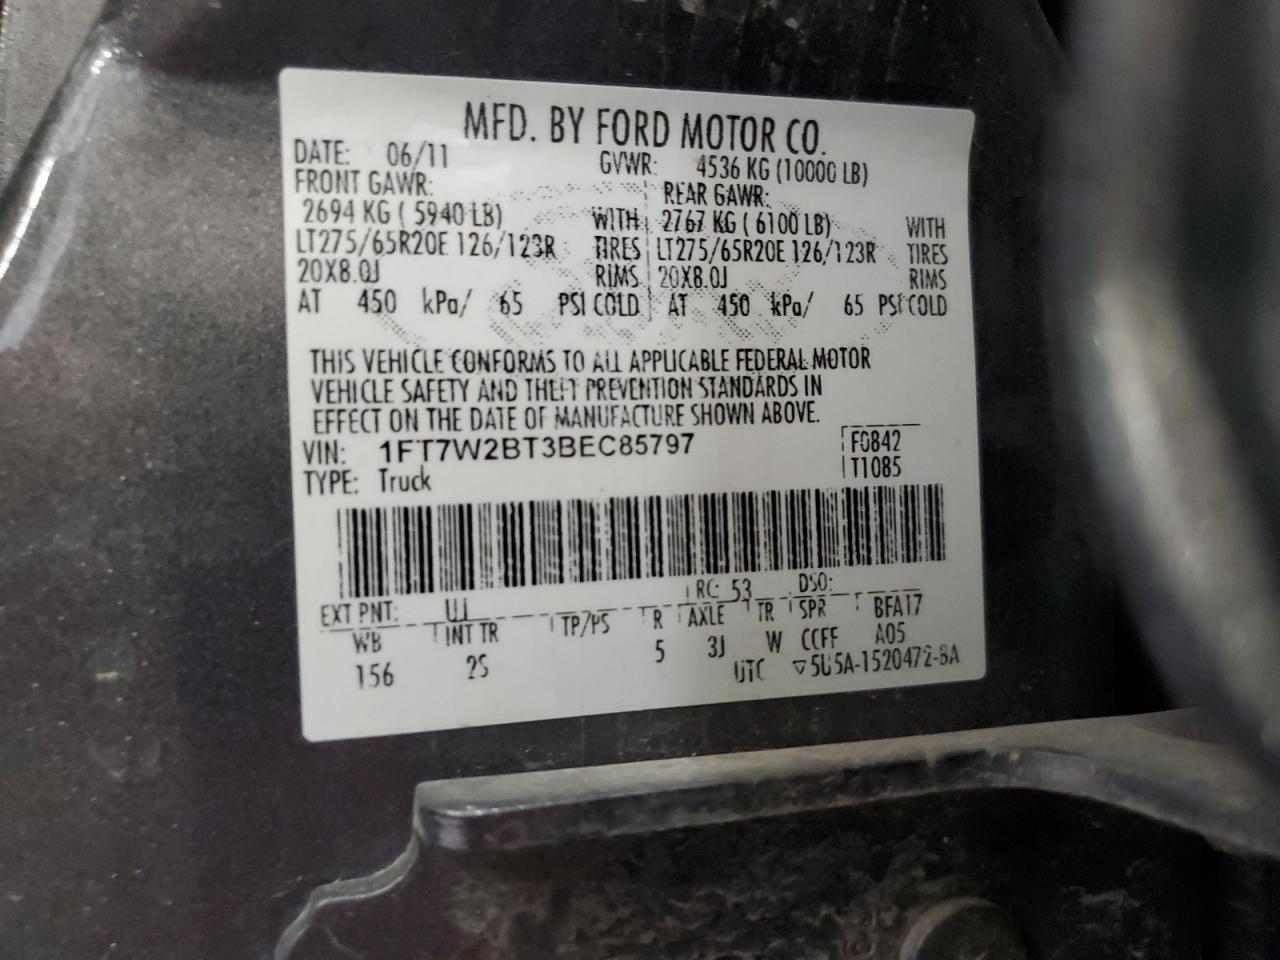 MFD. BY FORD MOTOR CO.
DATE: 06/11 GVWR: 4536 KG (10000 LB)
FRONT GAWR: REAR GAWR:
2694 KG ( 5940 LB) WITH 2767 KG ( 6100 LB) WITH
LT275/65R20E 126/123R TIRES LT275/65R20E 126/123R TIRES
20X8.0J RIMS 20X8.0J RIMS
AT 450 kPa/ 65 PSI COLD AT 450 kPa/ 65 PSI COLD
THIS VEHICLE CONFORMS TO ALL APPLICABLE FEDERAL MOTOR
VEHICLE SAFETY AND THEFT PREVENTION STANDARDS IN
EFFECT ON THE DATE OF MANUFACTURE SHOWN ABOVE.
VIN: 1FT7W2BT3BEC85797 F0842
TYPE: Truck T1085
EXT PNT: UJ RC: 53 DSO:
WB INT TR TP/PS R AXLE TR SPR BFA17
156 2S 5 3J W CCFF A05
UTC ▽5U5A-1520472-BA